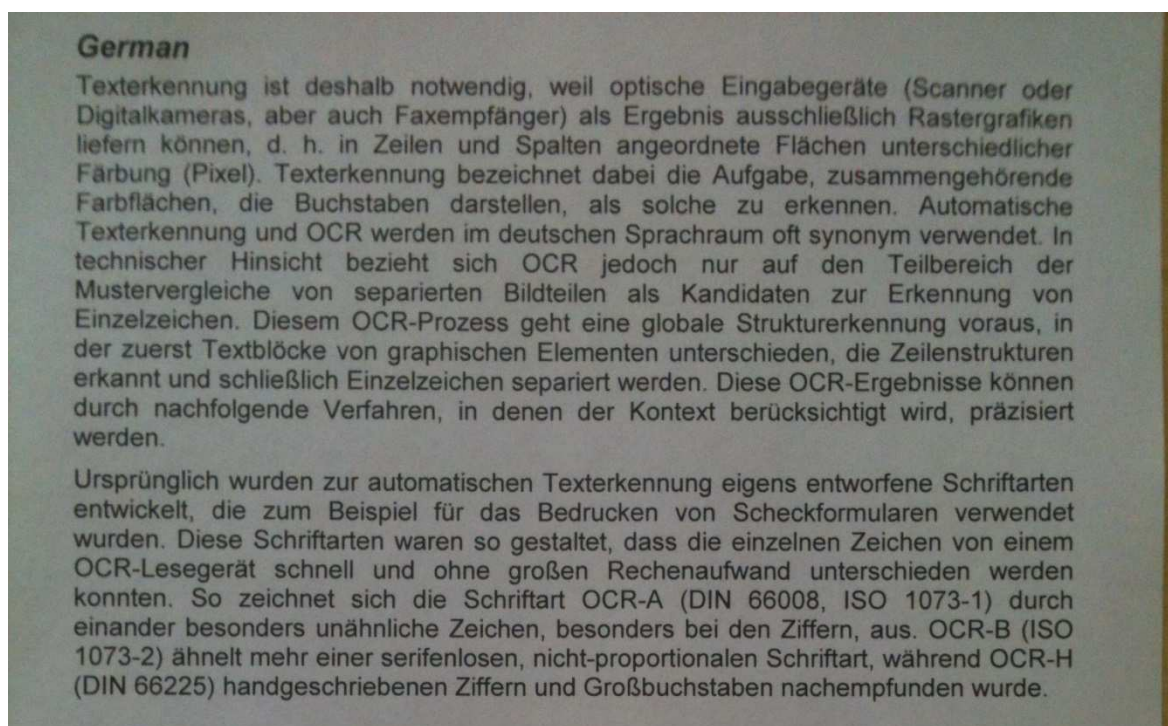 German
Texterkennung ist deshalb notwendig, weil optische Eingabegeräte (Scanner oder
Digitalkameras, aber auch Faxempfänger) als Ergebnis ausschließlich Rastergrafiken
liefern können, d. h. in Zeilen und Spalten angeordnete Flächen unterschiedlicher
Färbung (Pixel). Texterkennung bezeichnet dabei die Aufgabe, zusammengehörende
Farbflächen, die Buchstaben darstellen, als solche zu erkennen. Automatische
Texterkennung und OCR werden im deutschen Sprachraum oft synonym verwendet. In
technischer Hinsicht bezieht sich OCR jedoch nur auf den Teilbereich der
Mustervergleiche von separierten Bildteilen als Kandidaten zur Erkennung von
Einzelzeichen. Diesem OCR-Prozess geht eine globale Strukturerkennung voraus, in
der zuerst Textblöcke von graphischen Elementen unterschieden, die Zeilenstrukturen
erkannt und schließlich Einzelzeichen separiert werden. Diese OCR-Ergebnisse können
durch nachfolgende Verfahren, in denen der Kontext berücksichtigt wird, präzisiert
werden.
Ursprünglich wurden zur automatischen Texterkennung eigens entworfene Schriftarten
entwickelt, die zum Beispiel für das Bedrucken von Scheckformularen verwendet
wurden. Diese Schriftarten waren so gestaltet, dass die einzelnen Zeichen von einem
OCR-Lesegerät schnell und ohne großen Rechenaufwand unterschieden werden
konnten. So zeichnet sich die Schriftart OCR-A (DIN 66008, ISO 1073-1) durch
einander besonders unähnliche Zeichen, besonders bei den Ziffern, aus. OCR-B (ISO
1073-2) ähnelt mehr einer serifenlosen, nicht-proportionalen Schriftart, während OCR-H
(DIN 66225) handgeschriebenen Ziffern und Großbuchstaben nachempfunden wurde.